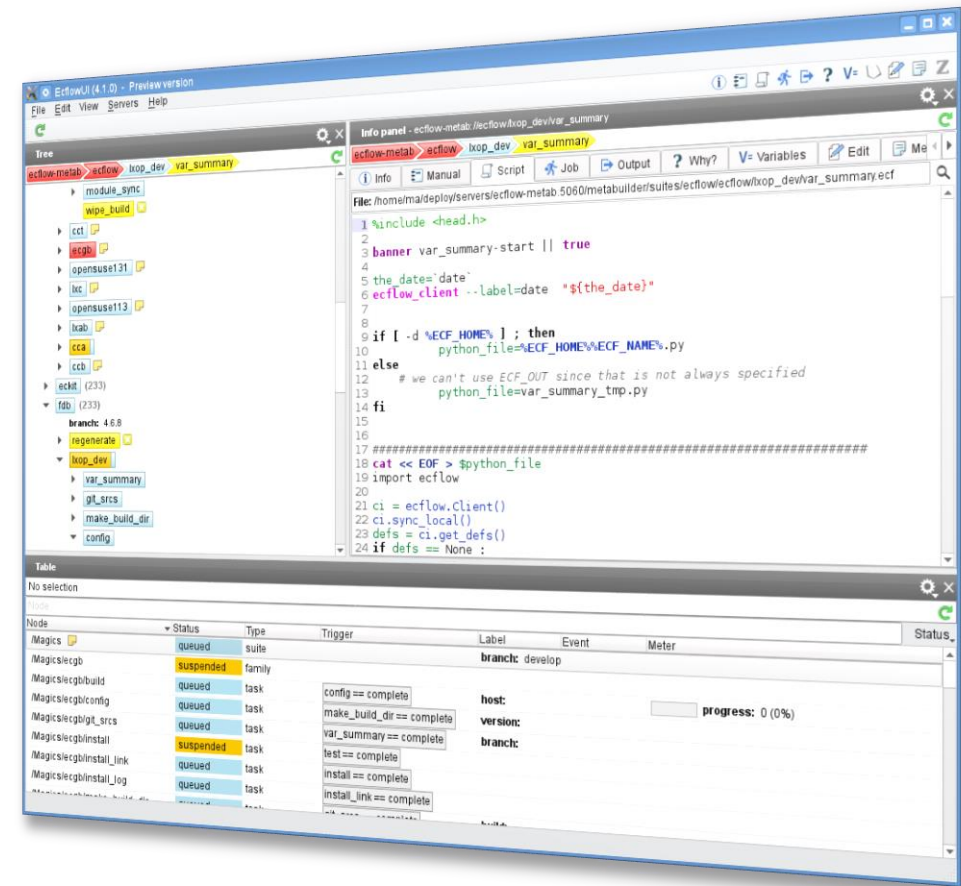 EcflowUI (4.1.0) - Preview version
File Edit View Servers Help
Tree
ecflow-metab ecflow lxop_dev var_summary
module_sync
wipe_build
cct
ecgb
opensuse131
lxc
opensuse113
lxab
cca
ccb
eckit (233)
fdb (233)
branch: 4.6.8
regenerate
lxop_dev
var_summary
git_srcs
make_build_dir
config
Info panel - ecflow-metab://ecflow/lxop_dev/var_summary
ecflow-metab ecflow lxop_dev var_summary
Info Manual Script Job Output Why? Variables Edit Me
File: /home/ma/deploy/servers/ecflow-metab:5060/metabuilder/suites/ecflow/ecflow/lxop_dev/var_summary.ecf
1 %include <head.h>
2
3 banner var_summary-start || true
4
5 the_date=`date`
6 ecflow_client --label=date "${the_date}"
7
8
9 if [ -d %ECF_HOME% ] ; then
10 python_file=%ECF_HOME%%ECF_NAME%.py
11 else
12 # we can't use ECF_OUT since that is not always specified
13 python_file=var_summary_tmp.py
14 fi
15
16
17 ###########################################################################
18 cat << EOF > $python_file
19 import ecflow
20
21 ci = ecflow.Client()
22 ci.sync_local()
23 defs = ci.get_defs()
24 if defs == None :
Table
No selection
Node
Node Status Type Trigger Label Event Meter Status
/Magics queued suite branch: develop
/Magics/ecgb suspended family
/Magics/ecgb/build queued task config == complete host: progress: 0 (0%)
/Magics/ecgb/config queued task make_build_dir == complete version:
/Magics/ecgb/git_srcs queued task var_summary == complete branch:
/Magics/ecgb/install suspended task test == complete
/Magics/ecgb/install_link queued task install == complete
/Magics/ecgb/install_log queued task install_link == complete